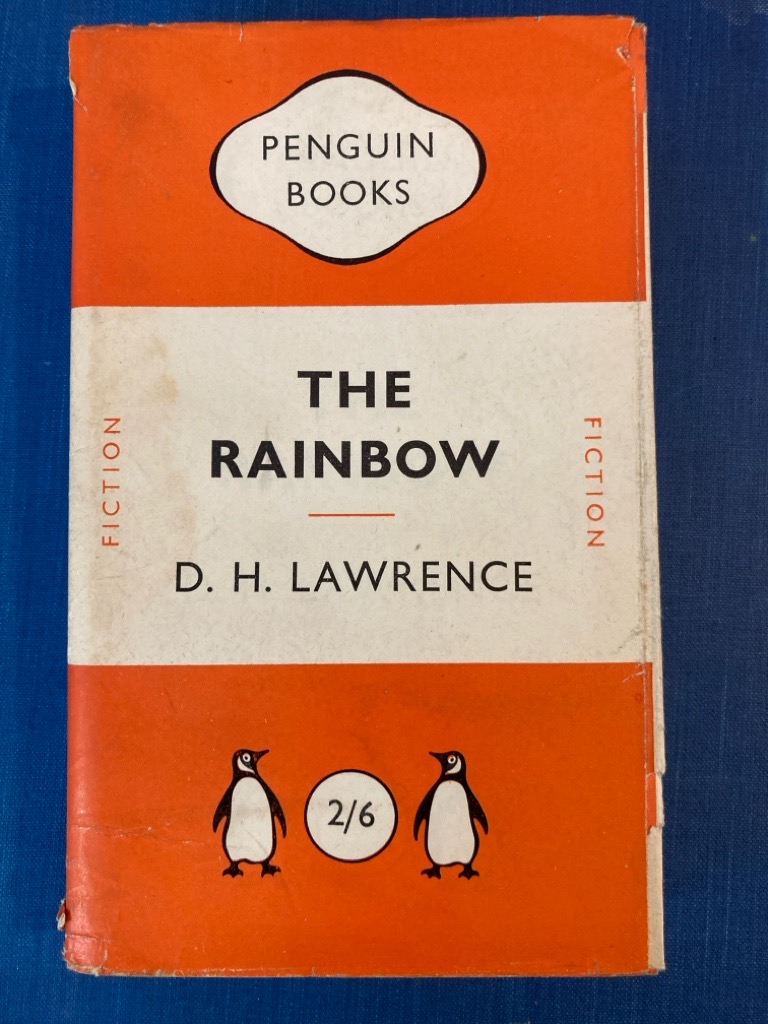 PENGUIN
BOOKS
THE
RAINBOW
FICTION
FICTION
D. H. LAWRENCE
2/6